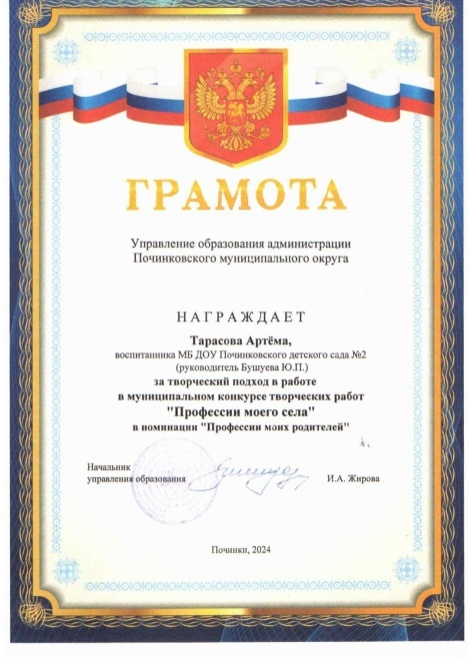 ГРАМОТА
Управление образования администрации
Починковского муниципального округа
НАГРАЖДАЕТ
Тарасова Артёма,
воспитанника МБ ДОУ Починковского детского сада №2
(руководитель Бушуева Ю.П.)
за творческий подход в работе
в муниципальном конкурсе творческих работ
"Профессии моего села"
в номинации "Профессии моих родителей"
Начальник
управления образования И.А. Жирова
Починки, 2024